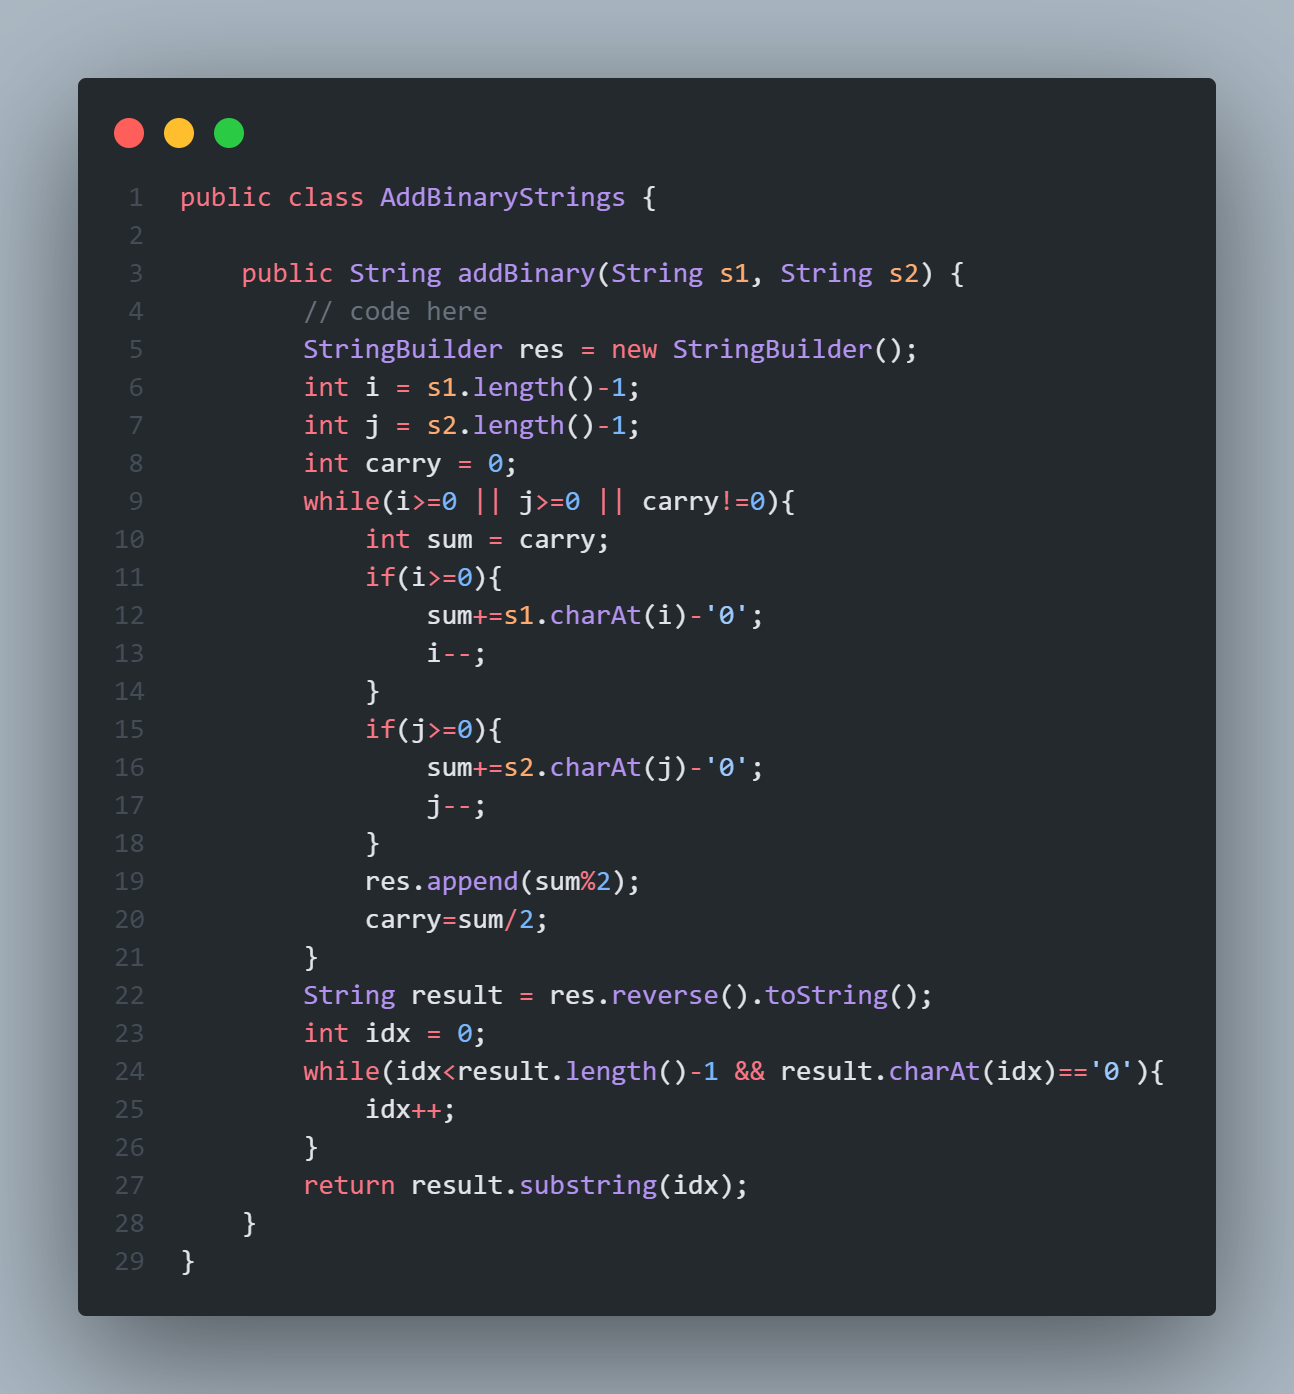 1 public class AddBinaryStrings {
2
3     public String addBinary(String s1, String s2) {
4         // code here
5         StringBuilder res = new StringBuilder();
6         int i = s1.length()-1;
7         int j = s2.length()-1;
8         int carry = 0;
9         while(i>=0 || j>=0 || carry!=0){
10             int sum = carry;
11             if(i>=0){
12                 sum+=s1.charAt(i)-'0';
13                 i--;
14             }
15             if(j>=0){
16                 sum+=s2.charAt(j)-'0';
17                 j--;
18             }
19             res.append(sum%2);
20             carry=sum/2;
21         }
22         String result = res.reverse().toString();
23         int idx = 0;
24         while(idx<result.length()-1 && result.charAt(idx)=='0'){
25             idx++;
26         }
27         return result.substring(idx);
28     }
29 }